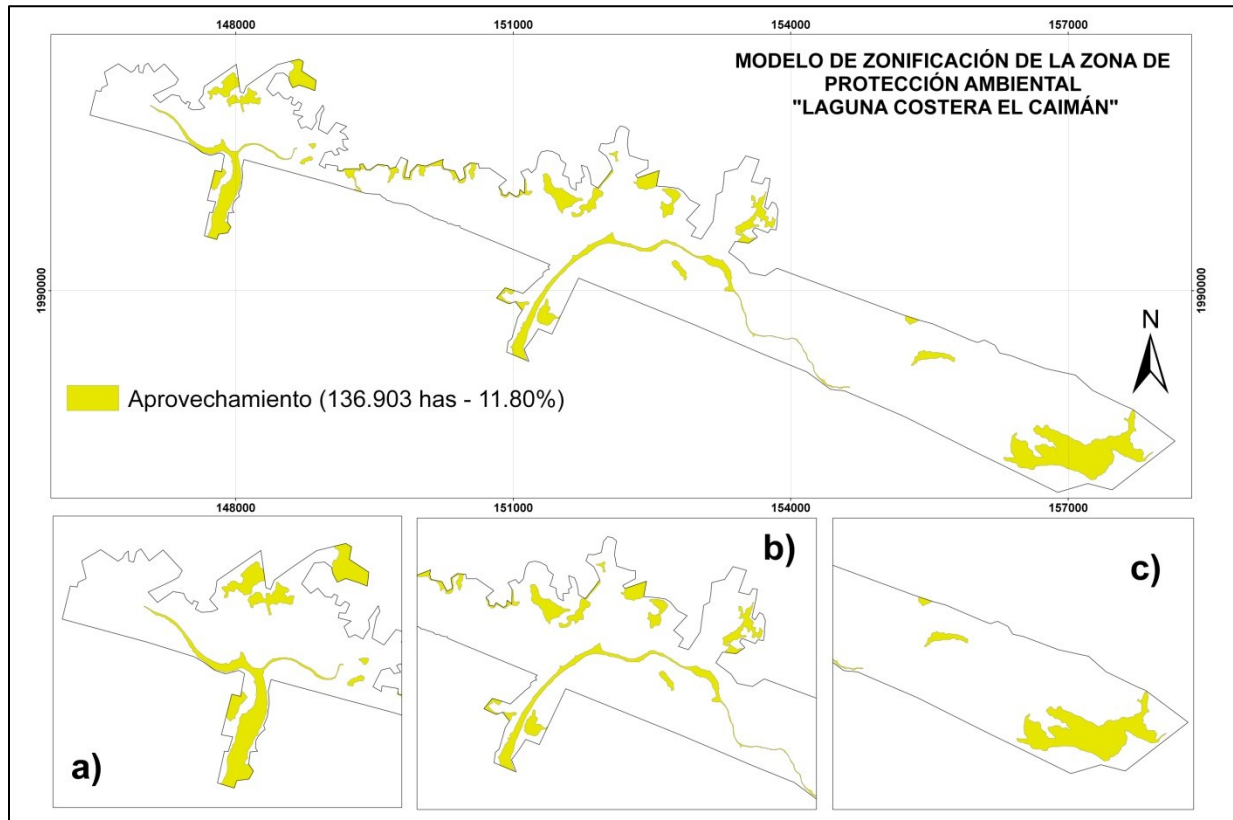 148000
151000
154000
157000
MODELO DE ZONIFICACIÓN DE LA ZONA DE
PROTECCIÓN AMBIENTAL
"LAGUNA COSTERA EL CAIMÁN"
1990000
1990000
N
Aprovechamiento (136.903 has - 11.80%)
148000
151000
154000
157000
a)
b)
c)